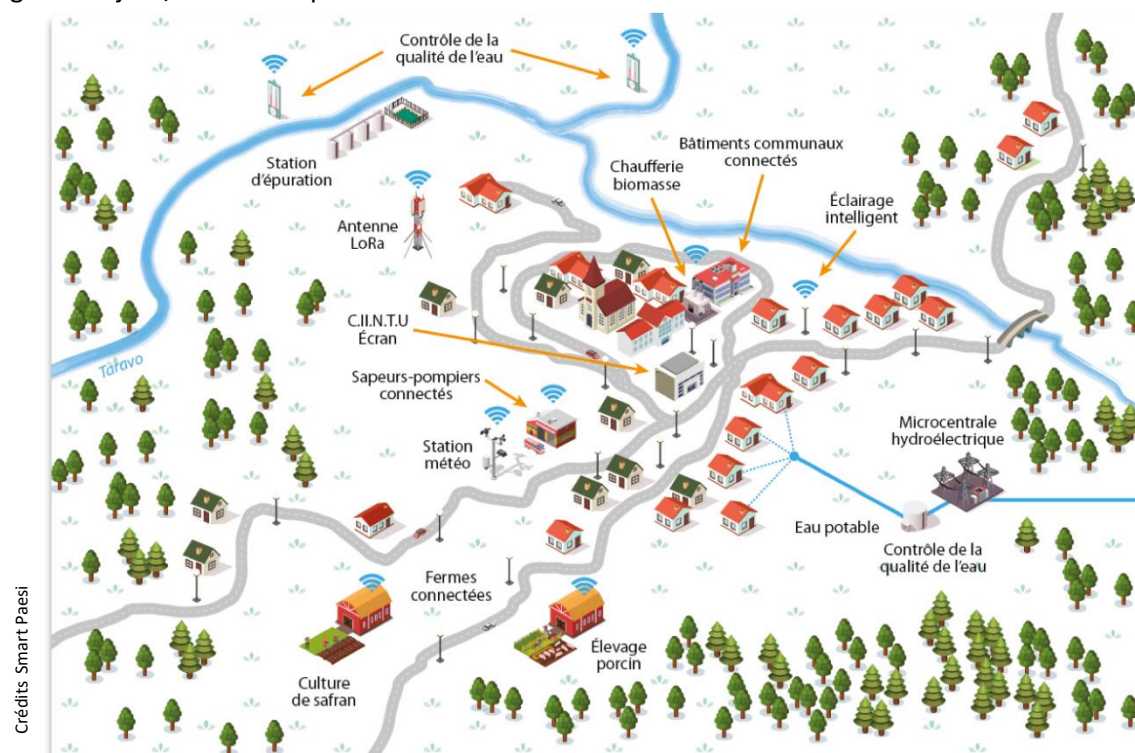 Contrôle de la
qualité de l'eau
Station
d'épuration
Antenne
LoRa
Bâtiments communaux
connectés
Chaufferie
biomasse
Éclairage
intelligent
C.II.N.T.U
Écran
Taravo
Sapeurs-pompiers
connectés
Station
météo
Microcentrale
hydroélectrique
Eau potable
Contrôle de la
qualité de l'eau
Fermes
connectées
Culture
de safran
Élevage
porcin
Crédits Smart Paesi